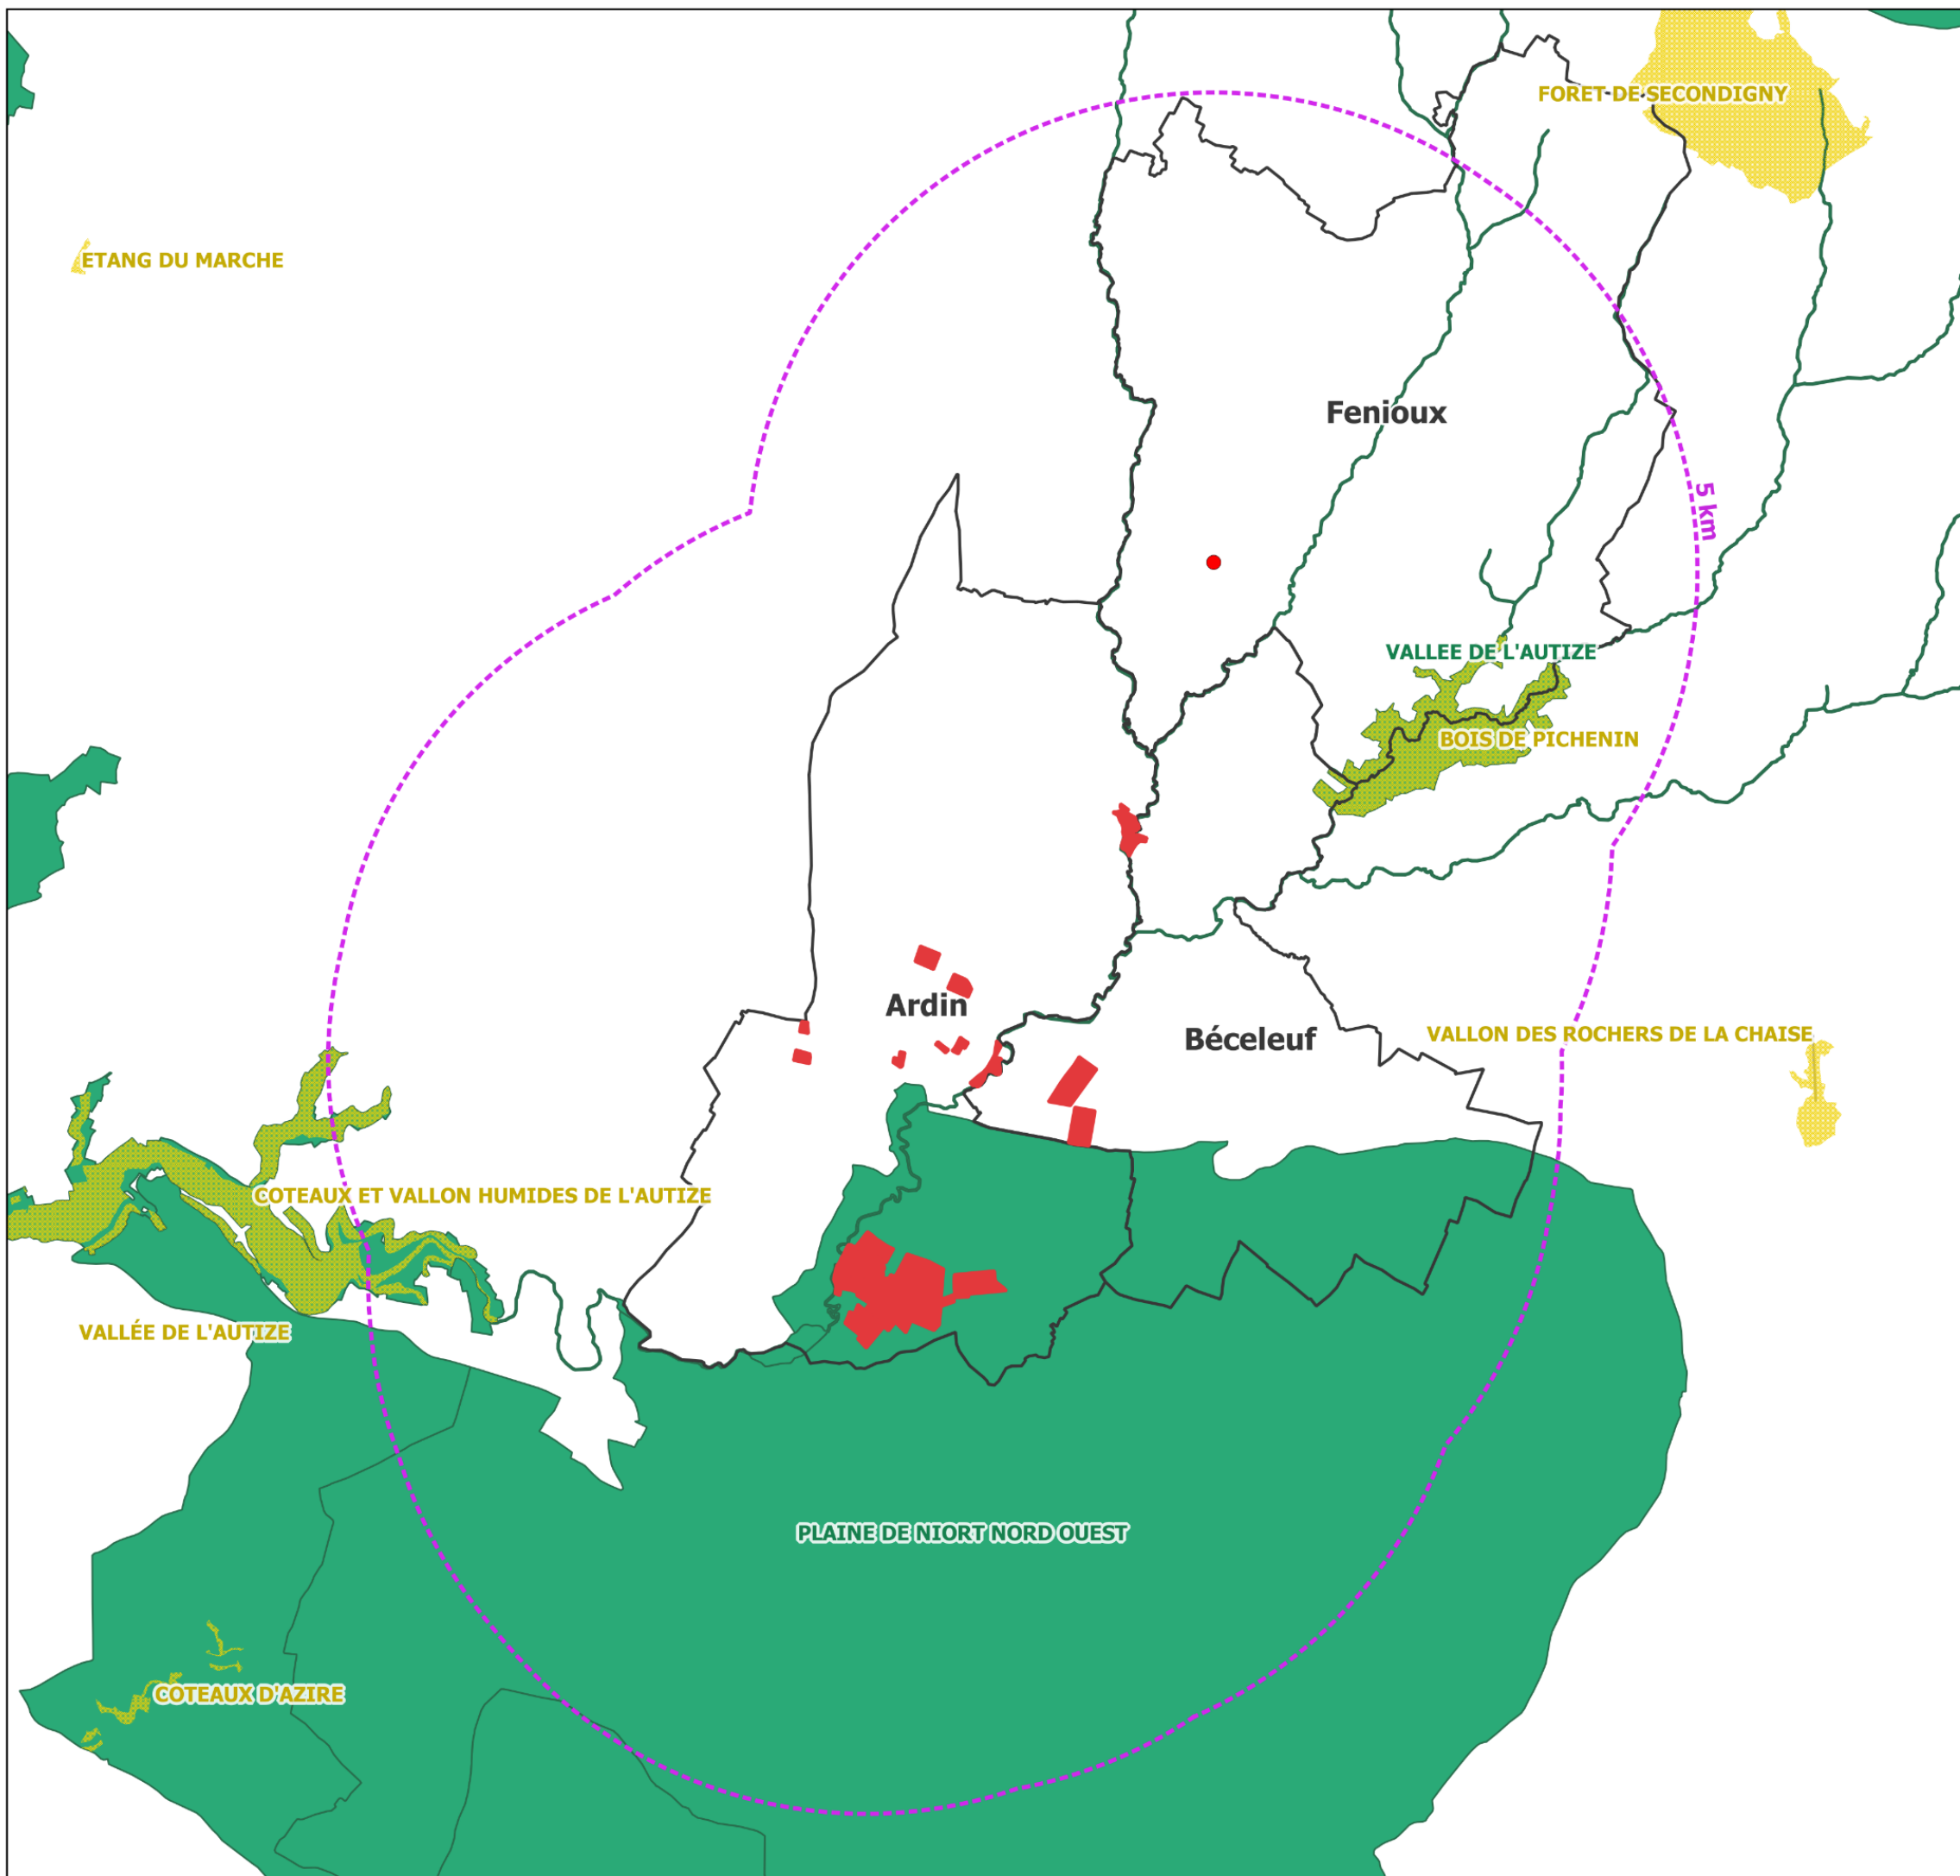 FORET DE SECONDIGNY
ETANG DU MARCHE
Fenioux
5 km
VALLEE DE L'AUTIZE
BOIS DE PICHENIN
Ardin
Béceleuf
VALLON DES ROCHERS DE LA CHAISE
COTEAUX ET VALLON HUMIDES DE L'AUTIZE
VALLÉE DE L'AUTIZE
PLAINE DE NIORT NORD OUEST
COTEAUX D'AZIRE